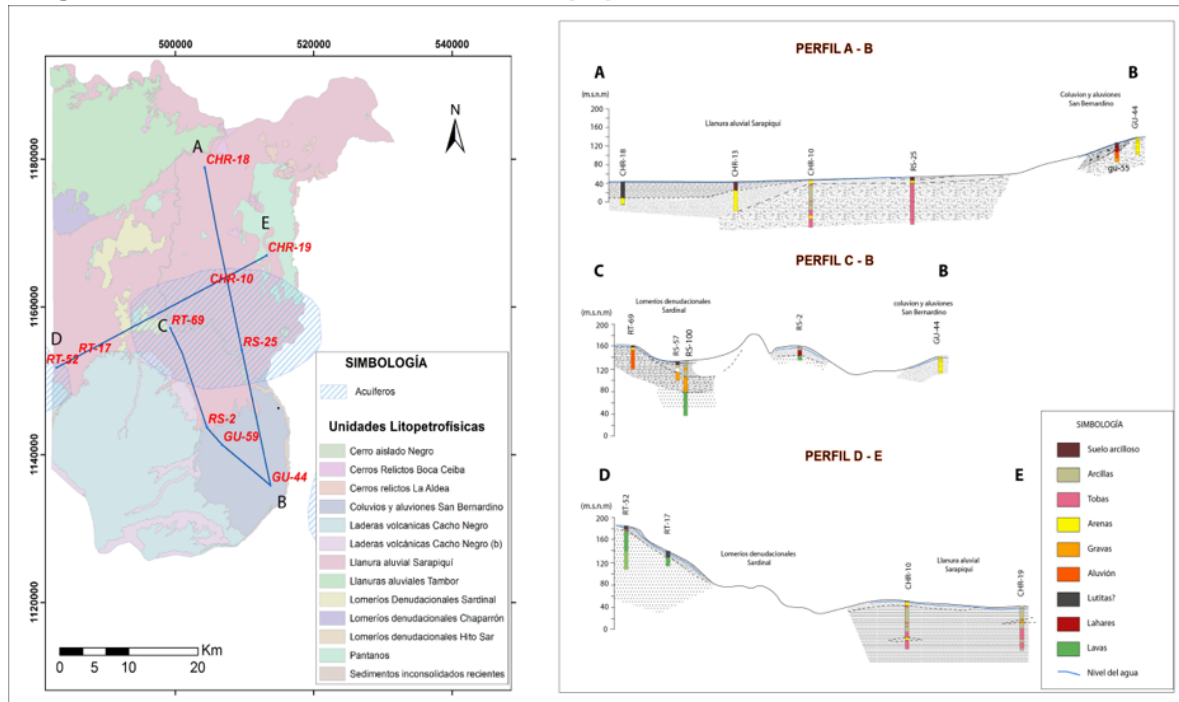 500000
520000
540000
N
1180000
1160000
1140000
1120000
A
CHR-18
E
CHR-19
CHR-10
C
RT-69
D
RT-17
RT-52
RS-25
RS-2
GU-59
GU-44
B
0
5
10
20
Km
SIMBOLOGÍA
Acuíferos
Unidades Litopetrofísicas
Cerro aislado Negro
Cerros Relictos Boca Ceiba
Cerros relictos La Aldea
Coluvios y aluviones San Bernardino
Laderas volcanicas Cacho Negro
Laderas volcánicas Cacho Negro (b)
Llanura aluvial Sarapiquí
Llanuras aluviales Tambor
Lomeríos Denudacionales Sardinal
Lomeríos denudacionales Chaparrón
Lomeríos denudacionales Hito Sar
Pantanos
Sedimentos inconsolidados recientes
PERFIL A - B
A
B
(m.s.n.m)
200
160
120
80
40
0
Llanura aluvial Sarapiquí
Coluvion y aluviones
San Bernardino
CHR-18
CHR-13
CHR-10
RS-25
gu-55
GU-44
PERFIL C - B
C
B
(m.s.n.m)
200
160
120
80
40
0
Lomeríos denudacionales
Sardinal
coluvion y aluviones
San Bernardino
RT-69
RS-57
RS-100
RS-2
GU-44
PERFIL D - E
D
E
(m.s.n.m)
200
160
120
80
40
0
RT-52
RT-17
Lomeríos denudacionales
Sardinal
Llanura aluvial
Sarapiquí
CHR-10
CHR-19
SIMBOLOGÍA
Suelo arcilloso
Arcillas
Tobas
Arenas
Gravas
Aluvión
Lutitas?
Lahares
Lavas
Nivel del agua